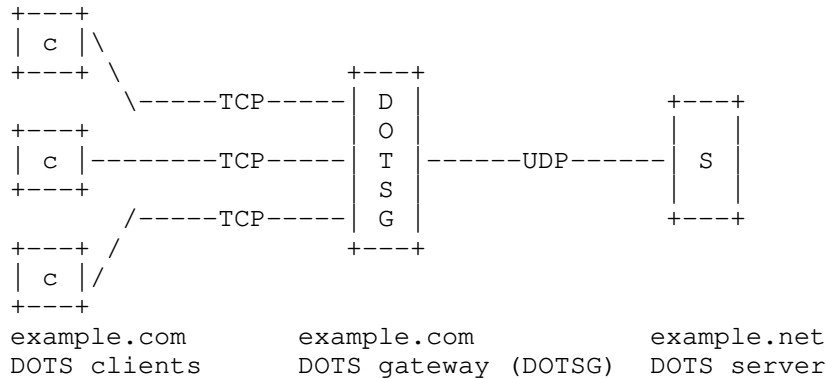 +---+
| c |\
+---+ \                +---+
       \-----TCP-----| D |               +---+
+---+                | O |               |   |
| c |--------TCP-----| T |------UDP------| S |
+---+                | S |               |   |
       /-----TCP-----| G |               +---+
+---+ /              +---+
| c |/
+---+
example.com       example.com           example.net
DOTS clients      DOTS gateway (DOTSG)  DOTS server